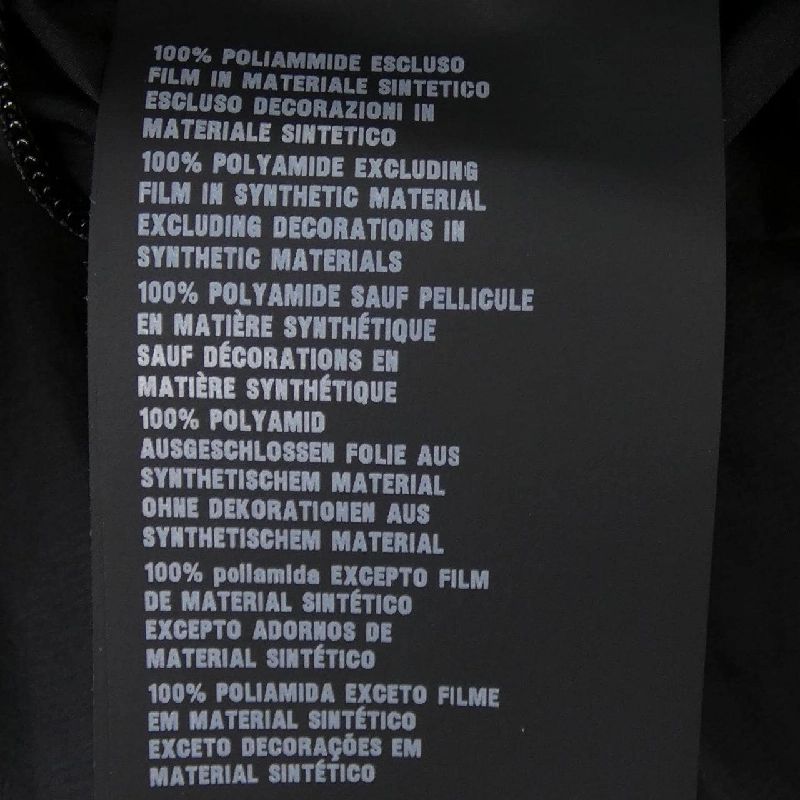 100% POLIAMMIDE ESCLUSO
FILM IN MATERIALE SINTETICO
ESCLUSO DECORAZIONI IN
MATERIALE SINTETICO
100% POLYAMIDE EXCLUDING
FILM IN SYNTHETIC MATERIAL
EXCLUDING DECORATIONS IN
SYNTHETIC MATERIALS
100% POLYAMIDE SAUF PELLICULE
EN MATIÈRE SYNTHÉTIQUE
SAUF DÉCORATIONS EN
MATIÈRE SYNTHÉTIQUE
100% POLYAMID
AUSGESCHLOSSEN FOLIE AUS
SYNTHETISCHEM MATERIAL
OHNE DEKORATIONEN AUS
SYNTHETISCHEM MATERIAL
100% poliamida EXCEPTO FILM
DE MATERIAL SINTÉTICO
EXCEPTO ADORNOS DE
MATERIAL SINTÉTICO
100% POLIAMIDA EXCETO FILME
EM MATERIAL SINTÉTICO
EXCETO DECORAÇÕES EM
MATERIAL SINTÉTICO